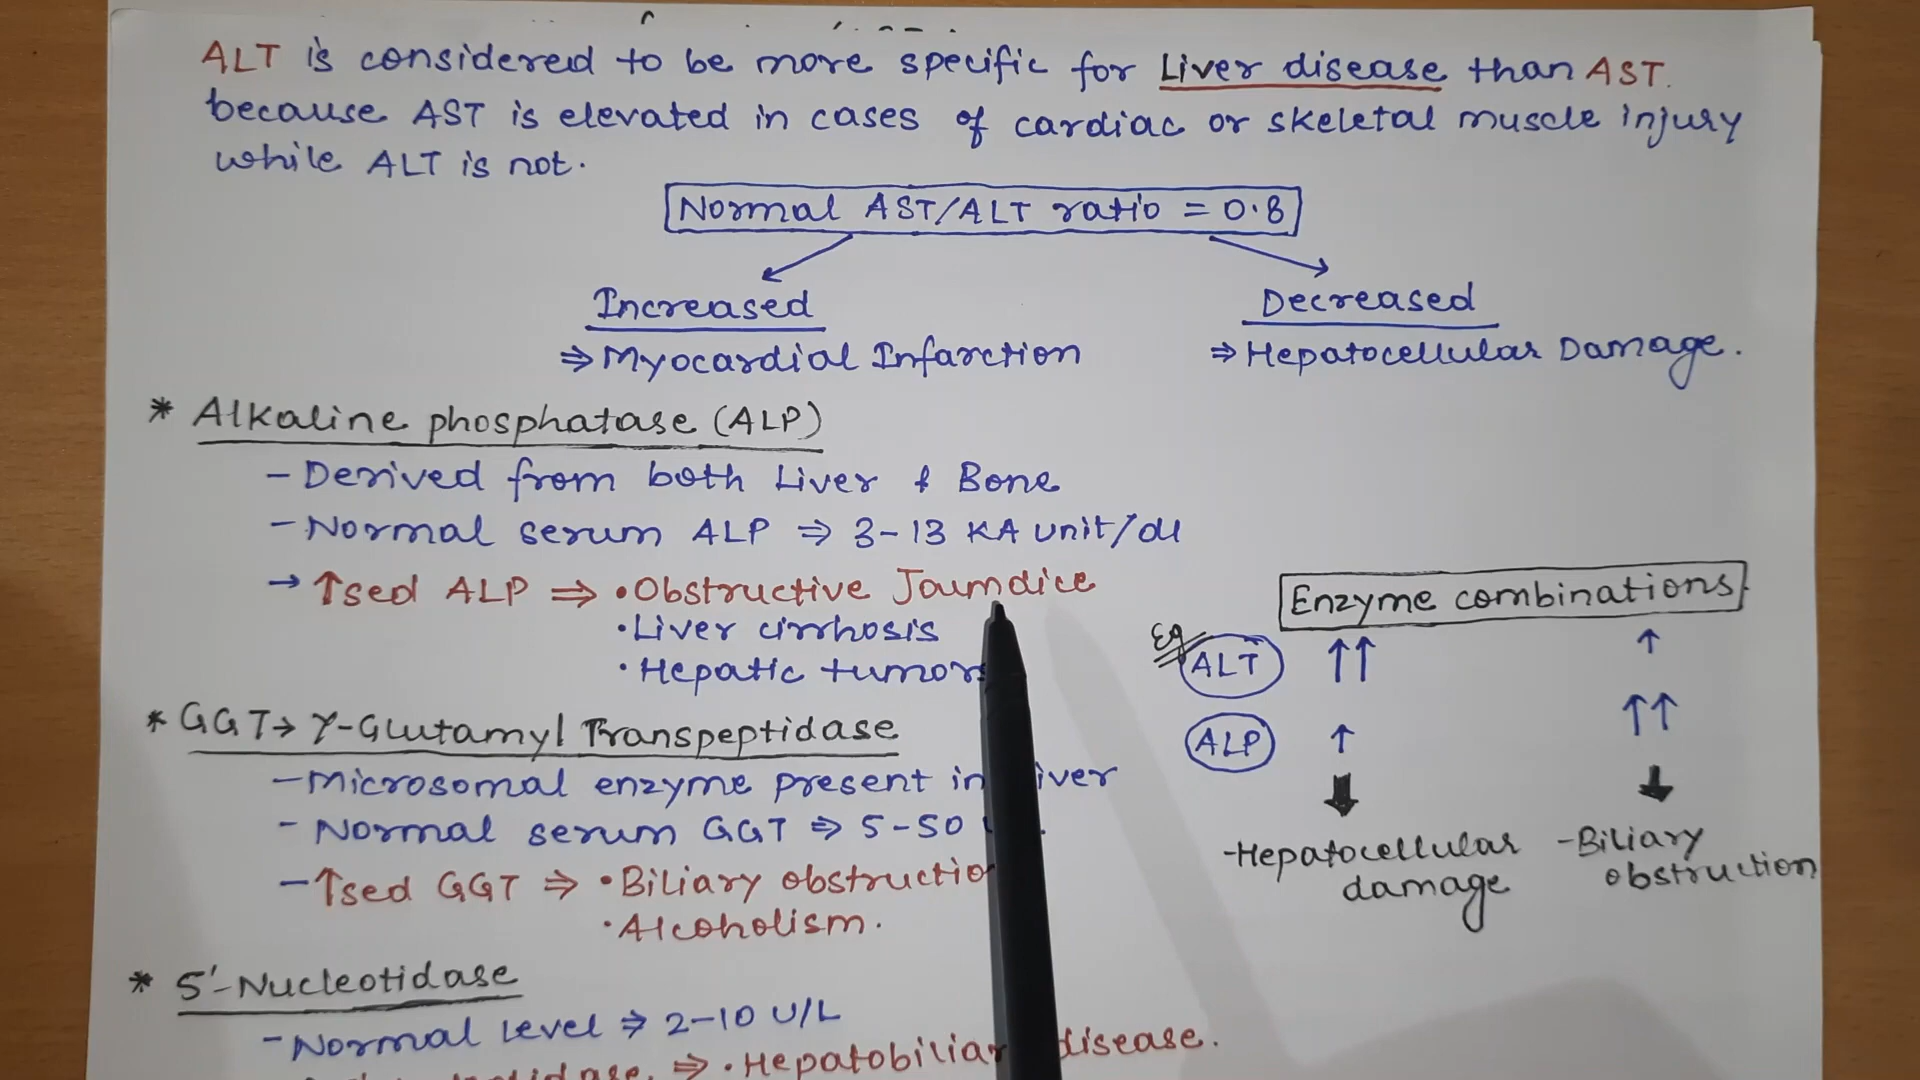 ALT is considered to be more specific for Liver disease than AST.
because AST is elevated in cases of cardiac or skeletal muscle injury
while ALT is not.
Normal AST/ALT ratio = 0.8
Increased
⇒ Myocardial Infarction
Decreased
⇒ Hepatocellular Damage.
* Alkaline phosphatase (ALP)
- Derived from both Liver & Bone
- Normal serum ALP ⇒ 3-13 KA unit/dl
→ ↑sed ALP ⇒ • Obstructive Jaundice
• Liver cirrhosis
• Hepatic tumors
* GGT → γ-Glutamyl Transpeptidase
- Microsomal enzyme present in
- Normal serum GGT ⇒ 5-50
- ↑sed GGT ⇒ • Biliary obstruction
• Alcoholism.
Enzyme combinations
Eg ALT ↑↑ ↑
ALP ↑ ↑↑
- Hepatocellular
damage
- Biliary
obstruction
* 5'-Nucleotidase
- Normal level ⇒ 2-10 U/L
⇒ • Hepatobiliary disease.